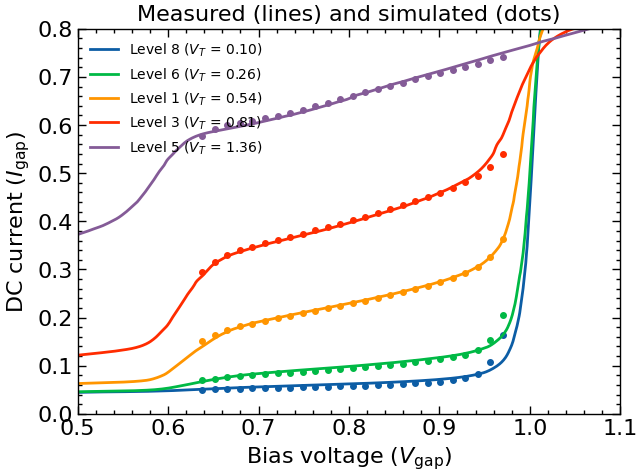 Measured (lines) and simulated (dots)
Level 8 (V_T = 0.10)
Level 6 (V_T = 0.26)
Level 1 (V_T = 0.54)
Level 3 (V_T = 0.81)
Level 5 (V_T = 1.36)
DC current (I_gap)
0.8
0.7
0.6
0.5
0.4
0.3
0.2
0.1
0.0
0.5 0.6 0.7 0.8 0.9 1.0 1.1
Bias voltage (V_gap)